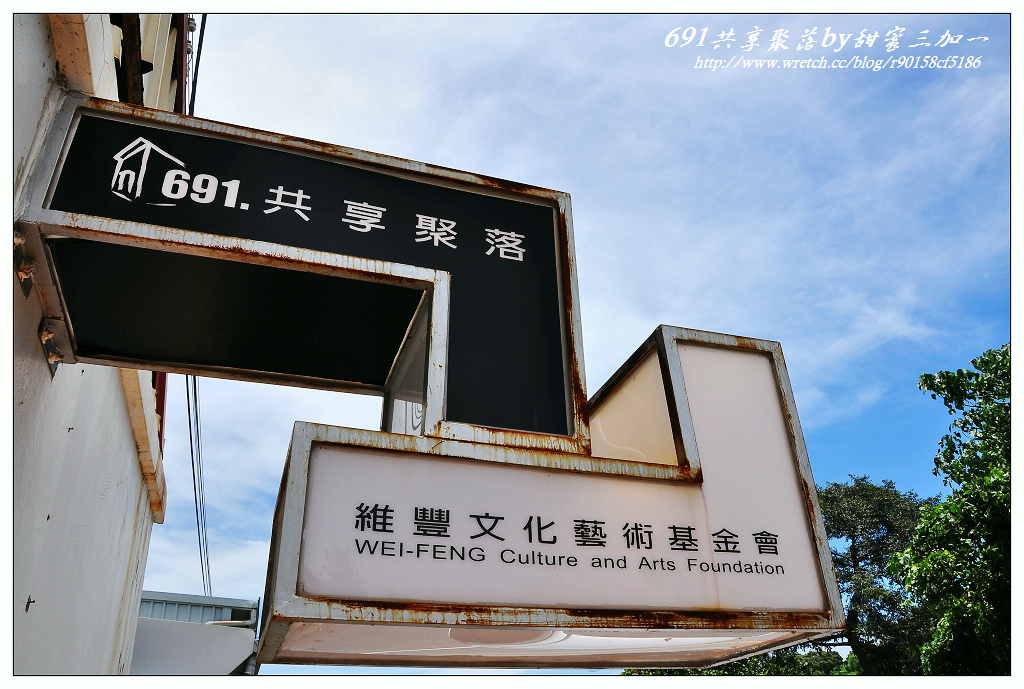 691共享聚落by甜蜜三加一
http://www.wretch.cc/blog/r90158cf5186
691.共享聚落
維豐文化藝術基金會
WEI-FENG Culture and Arts Foundation